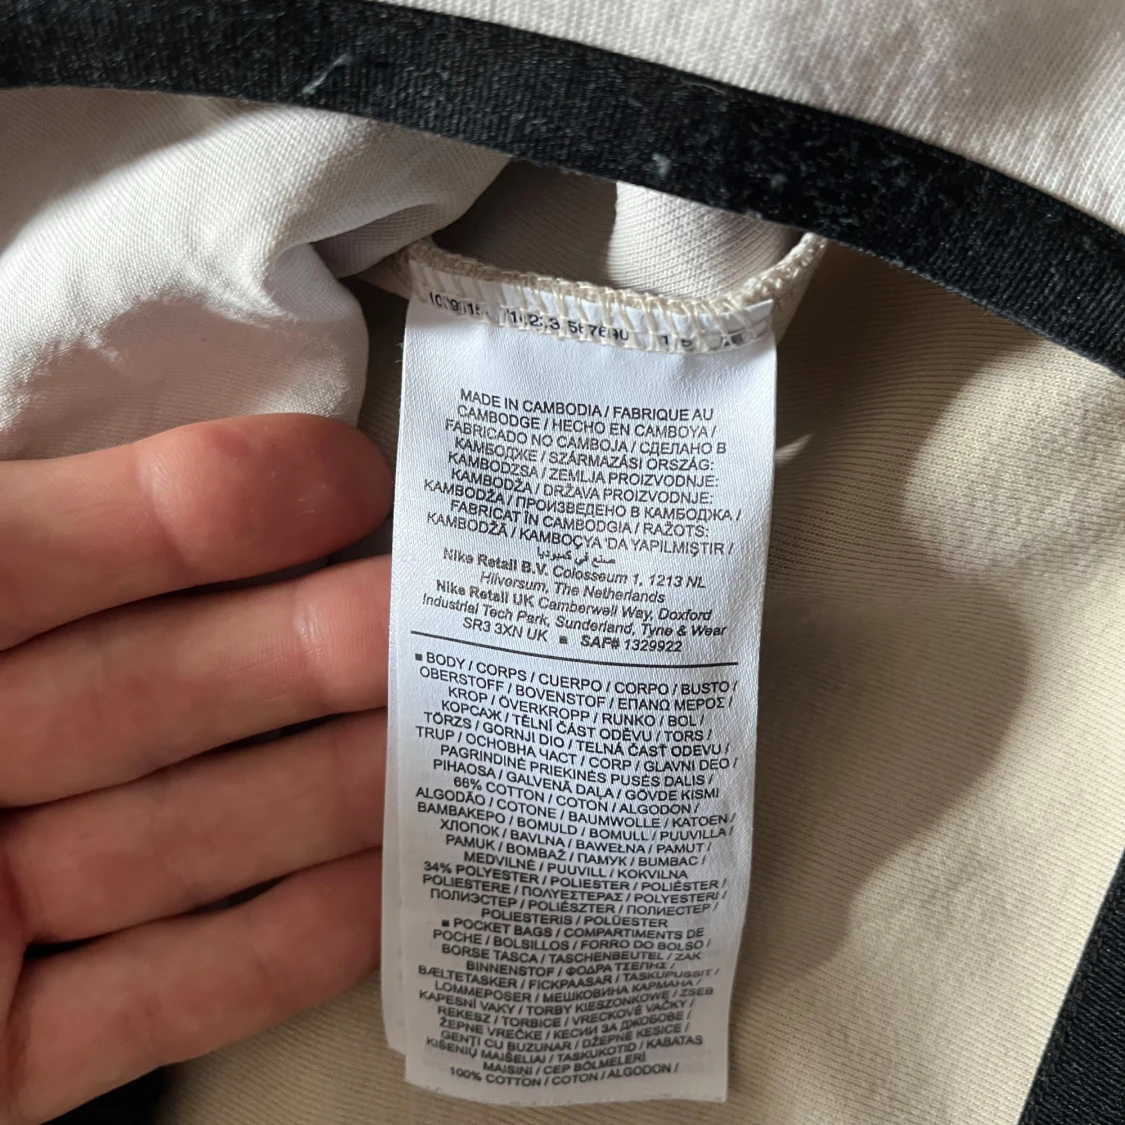 MADE IN CAMBODIA / FABRIQUE AU
CAMBODGE / HECHO EN CAMBOYA /
FABRICADO NO CAMBOJA / СДЕЛАНО В
КАМБОДЖЕ / SZÁRMAZÁSI ORSZÁG:
KAMBODZSA / ZEMLJA PROIZVODNJE:
KAMBODŽA / DRŽAVA PROIZVODNJE:
KAMBODŽA / ПРОИЗВЕДЕНО В КАМБОДЖА /
FABRICAT ÎN CAMBODGIA / RAŽOTS:
KAMBODŽĀ / KAMBOÇYA 'DA YAPILMIŞTIR /
صنع في كمبوديا
Nike Retail B.V. Colosseum 1, 1213 NL
Hilversum, The Netherlands
Nike Retail UK Camberwell Way, Doxford
Industrial Tech Park, Sunderland, Tyne & Wear
SR3 3XN UK ■ SAP# 1329922
■ BODY / CORPS / CUERPO / CORPO / BUSTO /
OBERSTOFF / BOVENSTOF / ΕΠΑΝΩ ΜΕΡΟΣ /
KROP / ÖVERKROPP / RUNKO / BOL /
КОРСАЖ / TĚLNÍ ČÁST ODĚVU / TORS /
TÖRZS / GORNJI DIO / TELNÁ ČASŤ ODEVU /
TRUP / ОСНОВНА ЧАСТ / CORP / GLAVNI DEO /
PAGRINDINĖ PRIEKINĖS PUSĖS DALIS /
PIHAOSA / GALVENĀ DAĻA / GÖVDE KISMI
66% COTTON / COTON / ALGODON /
ALGODÃO / COTONE / BAUMWOLLE / KATOEN /
ΒΑΜΒΑΚΕΡΟ / BOMULD / BOMULL / PUUVILLA /
ХЛОПОК / BAVLNA / BAWEŁNA / PAMUT /
PAMUK / BOMBAŽ / ПАМУК / BUMBAC /
MEDVILNĖ / PUUVILL / KOKVILNA
34% POLYESTER / POLIESTER / POLIÉSTER /
POLIESTERE / ΠΟΛΥΕΣΤΕΡΑΣ / POLYESTERI /
ПОЛИЭСТЕР / POLIÉSZTER / ПОЛИЕСТЕР /
POLIESTERIS / POLÜESTER
■ POCKET BAGS / COMPARTIMENTS DE
POCHE / BOLSILLOS / FORRO DO BOLSO /
BORSE TASCA / TASCHENBEUTEL / ZAK
BINNENSTOF / ΦΟΔΡΑ ΤΣΕΠΗΣ /
BÆLTETASKER / FICKPÅSAR / TASKUPUSSIT /
LOMMEPOSER / МЕШКОВИНА КАРМАНА /
KAPESNÍ VAKY / TORBY KIESZONKOWE / ZSEB
REKESZ / TORBICE / VRECKOVÉ VAČKY /
ŽEPNE VREČKE / КЕСИИ ЗА ДЖОБОВЕ /
GENȚI CU BUZUNAR / DŽEPNE KESICE /
KIŠENIŲ MAIŠELIAI / TASKUKOTID / KABATAS
MAISIŅI / CEP BÖLMELERİ
100% COTTON / COTON / ALGODON /